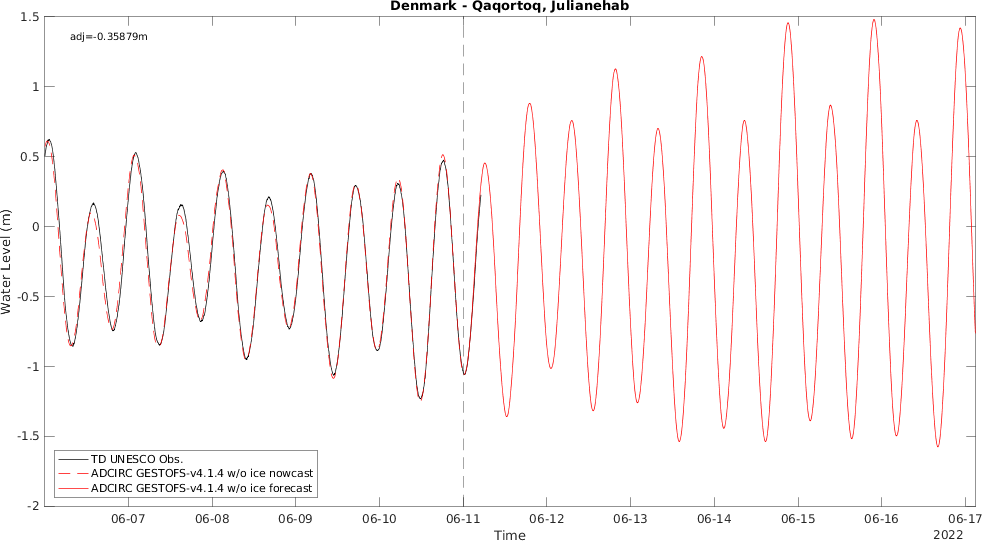 Denmark - Qaqortoq, Julianehab
adj=-0.35879m
1.5
1
0.5
0
-0.5
-1
-1.5
-2
Water Level (m)
TD UNESCO Obs.
ADCIRC GESTOFS-v4.1.4 w/o ice nowcast
ADCIRC GESTOFS-v4.1.4 w/o ice forecast
06-07 06-08 06-09 06-10 06-11 06-12 06-13 06-14 06-15 06-16 06-17
Time
2022